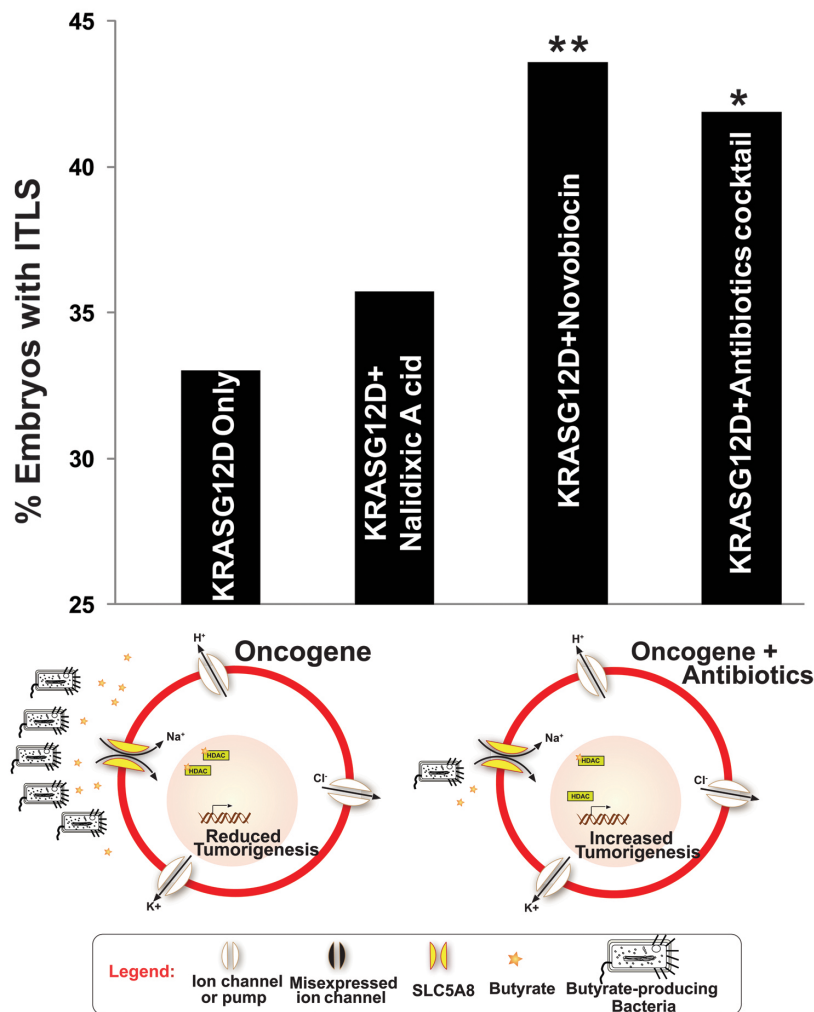 45
40
35
30
25
% Embryos with ITLS
KRASG12D Only
KRASG12D+
Nalidixic A cid
**
KRASG12D+Novobiocin
*
KRASG12D+Antibiotics cocktail
Oncogene
H+
Na+
HDAC
HDAC
Cl-
Reduced
Tumorigenesis
K+
Oncogene +
Antibiotics
H+
Na+
HDAC
HDAC
Cl-
Increased
Tumorigenesis
K+
Legend:
Ion channel
or pump
Misexpressed
ion channel
SLC5A8
Butyrate
Butyrate-producing
Bacteria